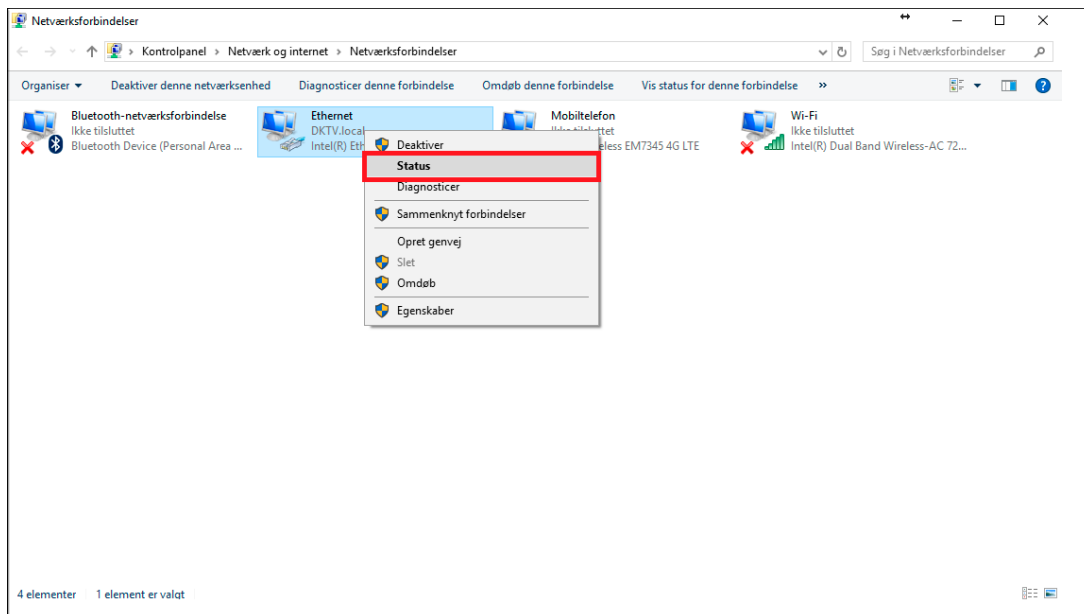 Netværksforbindelser
Kontrolpanel › Netværk og internet › Netværksforbindelser
Søg i Netværksforbindelser
Organiser
Deaktiver denne netværksenhed
Diagnosticer denne forbindelse
Omdøb denne forbindelse
Vis status for denne forbindelse
»
Bluetooth-netværksforbindelse
Ikke tilsluttet
Bluetooth Device (Personal Area ...
Ethernet
DKTV.local
Intel(R) Eth
Mobiltelefon
eless EM7345 4G LTE
Wi-Fi
Ikke tilsluttet
Intel(R) Dual Band Wireless-AC 72...
Deaktiver
Status
Diagnosticer
Sammenknyt forbindelser
Opret genvej
Slet
Omdøb
Egenskaber
4 elementer
1 element er valgt